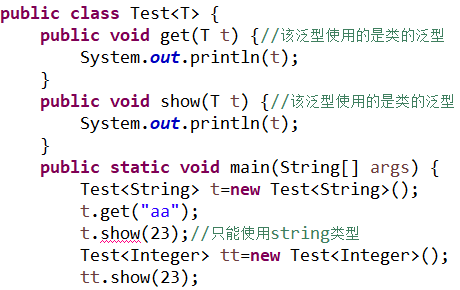 public class Test<T> {
public void get(T t) {//该泛型使用的是类的泛型
System.out.println(t);
}
public void show(T t) {//该泛型使用的是类的泛型
System.out.println(t);
}
public static void main(String[] args) {
Test<String> t=new Test<String>();
t.get("aa");
t.show(23);//只能使用string类型
Test<Integer> tt=new Test<Integer>();
tt.show(23);